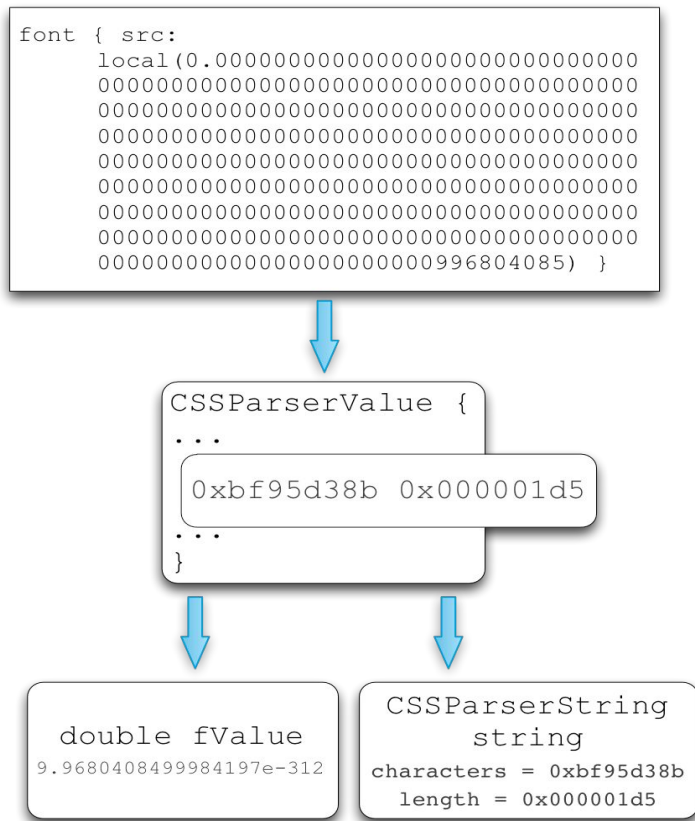 font { src:
local(0.00000000000000000000000000000
0000000000000000000000000000000000000
0000000000000000000000000000000000000
0000000000000000000000000000000000000
0000000000000000000000000000000000000
0000000000000000000000000000000000000
0000000000000000000000000000000000000
0000000000000000000000000000000000000
00000000000000000000000996804085) }
CSSParserValue {
...
0xbf95d38b 0x000001d5
...
}
double fValue
9.9680408499984197e-312
CSSParserString
string
characters = 0xbf95d38b
length = 0x000001d5